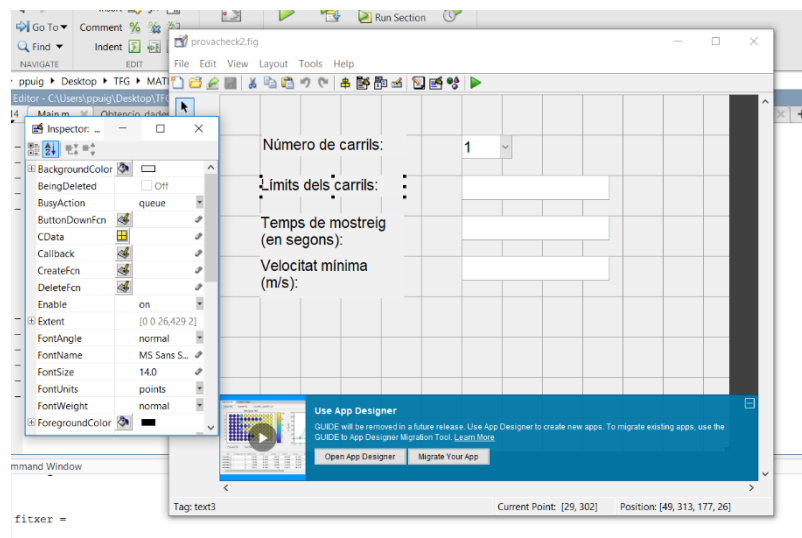 Go To Comment
Run Section
Find Indent
NAVIGATE EDIT
ppuig Desktop TFG
Editor - C:\Users\ppuig\Desktop\TFG
Main.m
provacheck2.fig
File Edit View Layout Tools Help
Inspector: ...
BackgroundColor
BeingDeleted Off
BusyAction queue
ButtonDownFcn
CData
Callback
CreateFcn
DeleteFcn
Enable on
Extent [0 0 26,429 2]
FontAngle normal
FontName MS Sans S...
FontSize 14.0
FontUnits points
FontWeight normal
ForegroundColor
Número de carrils: 1
Límits dels carrils:
Temps de mostreig
(en segons):
Velocitat mínima
(m/s):
Use App Designer
GUIDE will be removed in a future release. Use App Designer to create new apps. To migrate existing apps, use the
GUIDE to App Designer Migration Tool. Learn More
Open App Designer Migrate Your App
Tag: text3 Current Point: [29, 302] Position: [49, 313, 177, 26]
mmand Window
fitxer =